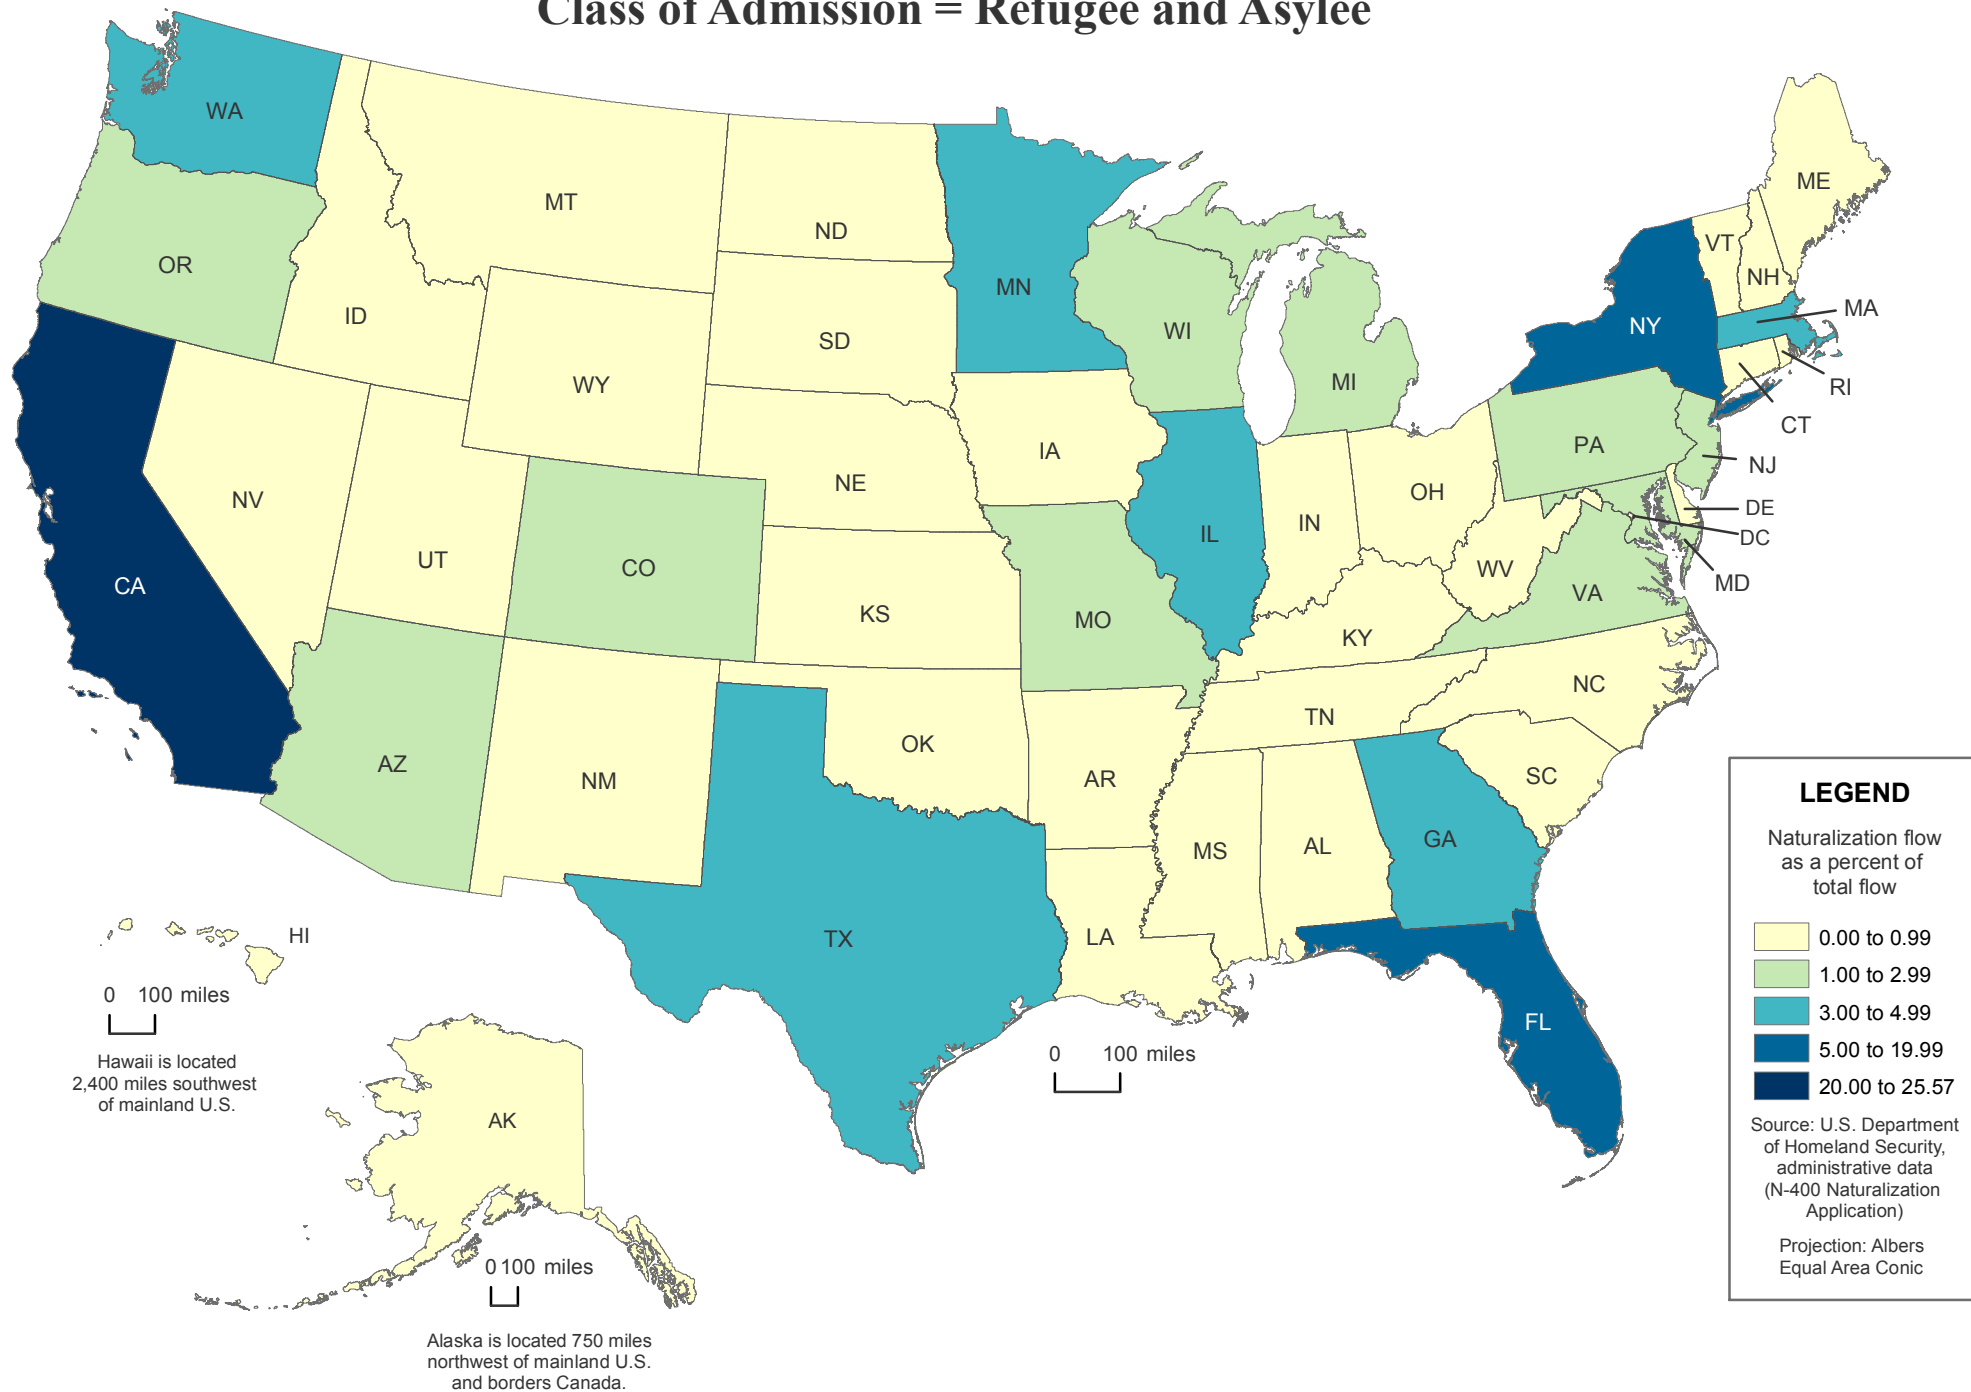 Class of Admission = Refugee and Asylee
WA
MT
ND
MN
ME
VT
NH
OR
ID
WY
SD
WI
MI
NY
MA
RI
CT
NV
UT
CO
NE
IA
IL
IN
OH
PA
NJ
DE
DC
MD
CA
KS
MO
KY
WV
VA
AZ
NM
OK
AR
TN
NC
SC
TX
LA
MS
AL
GA
FL
HI
0 100 miles
Hawaii is located
2,400 miles southwest
of mainland U.S.
AK
0 100 miles
Alaska is located 750 miles
northwest of mainland U.S.
and borders Canada.
0 100 miles
LEGEND
Naturalization flow
as a percent of
total flow
0.00 to 0.99
1.00 to 2.99
3.00 to 4.99
5.00 to 19.99
20.00 to 25.57
Source: U.S. Department
of Homeland Security,
administrative data
(N-400 Naturalization
Application)
Projection: Albers
Equal Area Conic